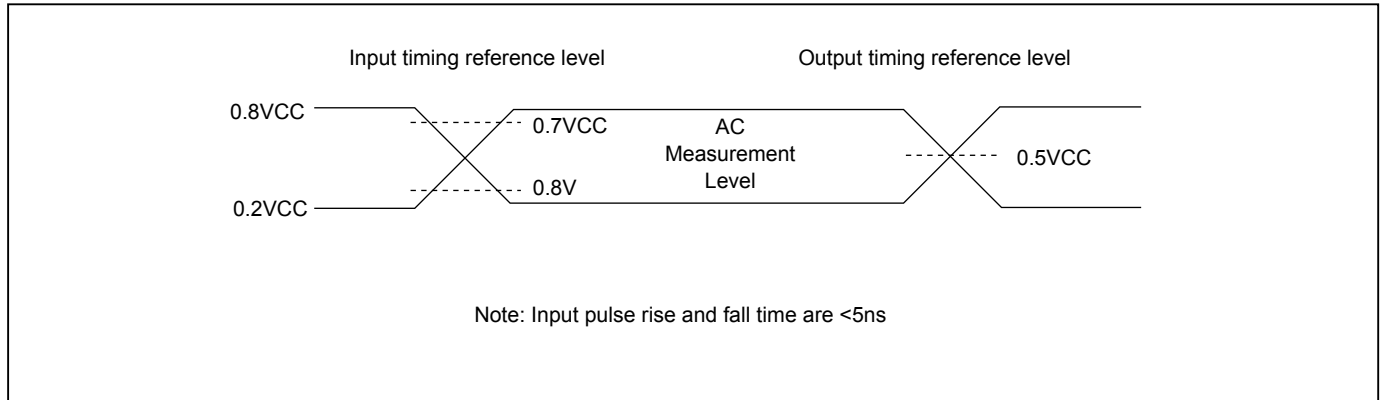 Input timing reference level
Output timing reference level
0.8VCC
0.7VCC
AC
Measurement
Level
0.5VCC
0.8V
0.2VCC
Note: Input pulse rise and fall time are <5ns